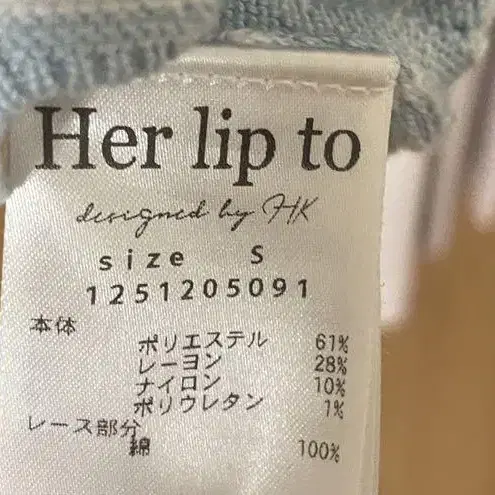 Her lip to
designed by HK
size S
1251205091
本体
ポリエステル 61%
レーヨン 28%
ナイロン 10%
ポリウレタン 1%
レース部分
綿 100%